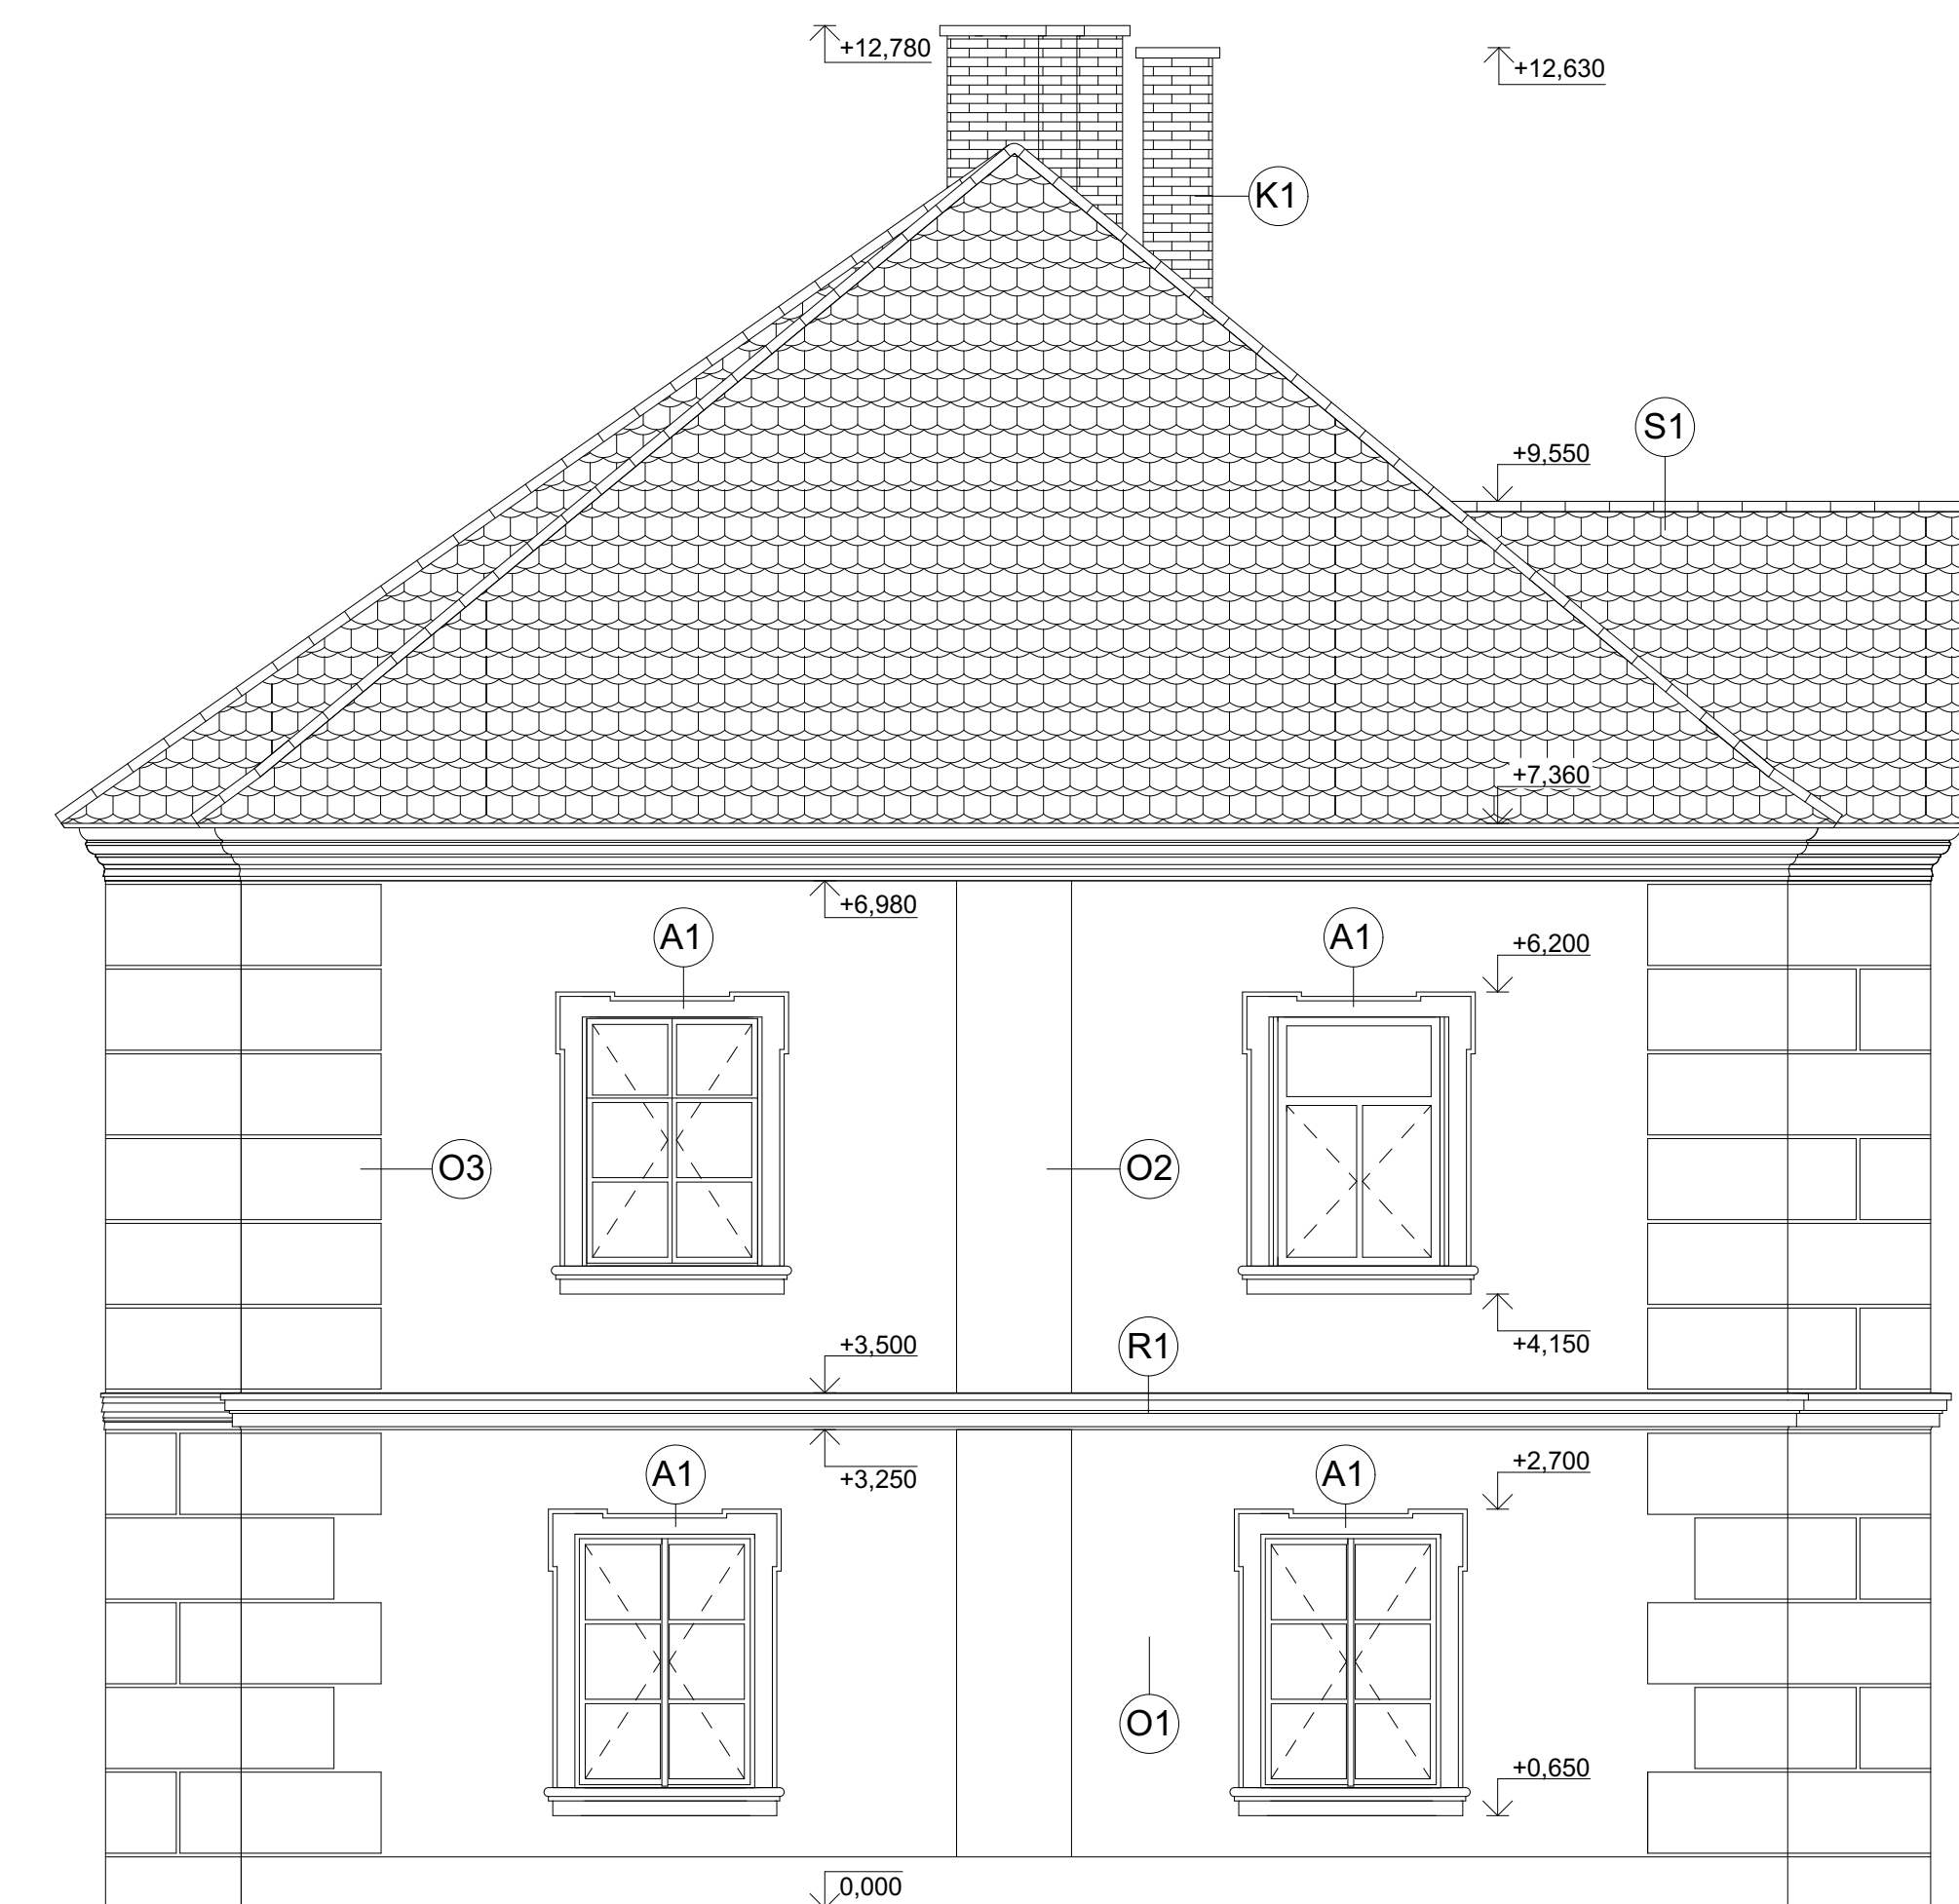 +12,780
+12,630
K1
S1
+9,550
+7,360
+6,980
A1
A1
+6,200
O3
O2
+3,500
R1
+4,150
+3,250
A1
A1
+2,700
O1
+0,650
0,000